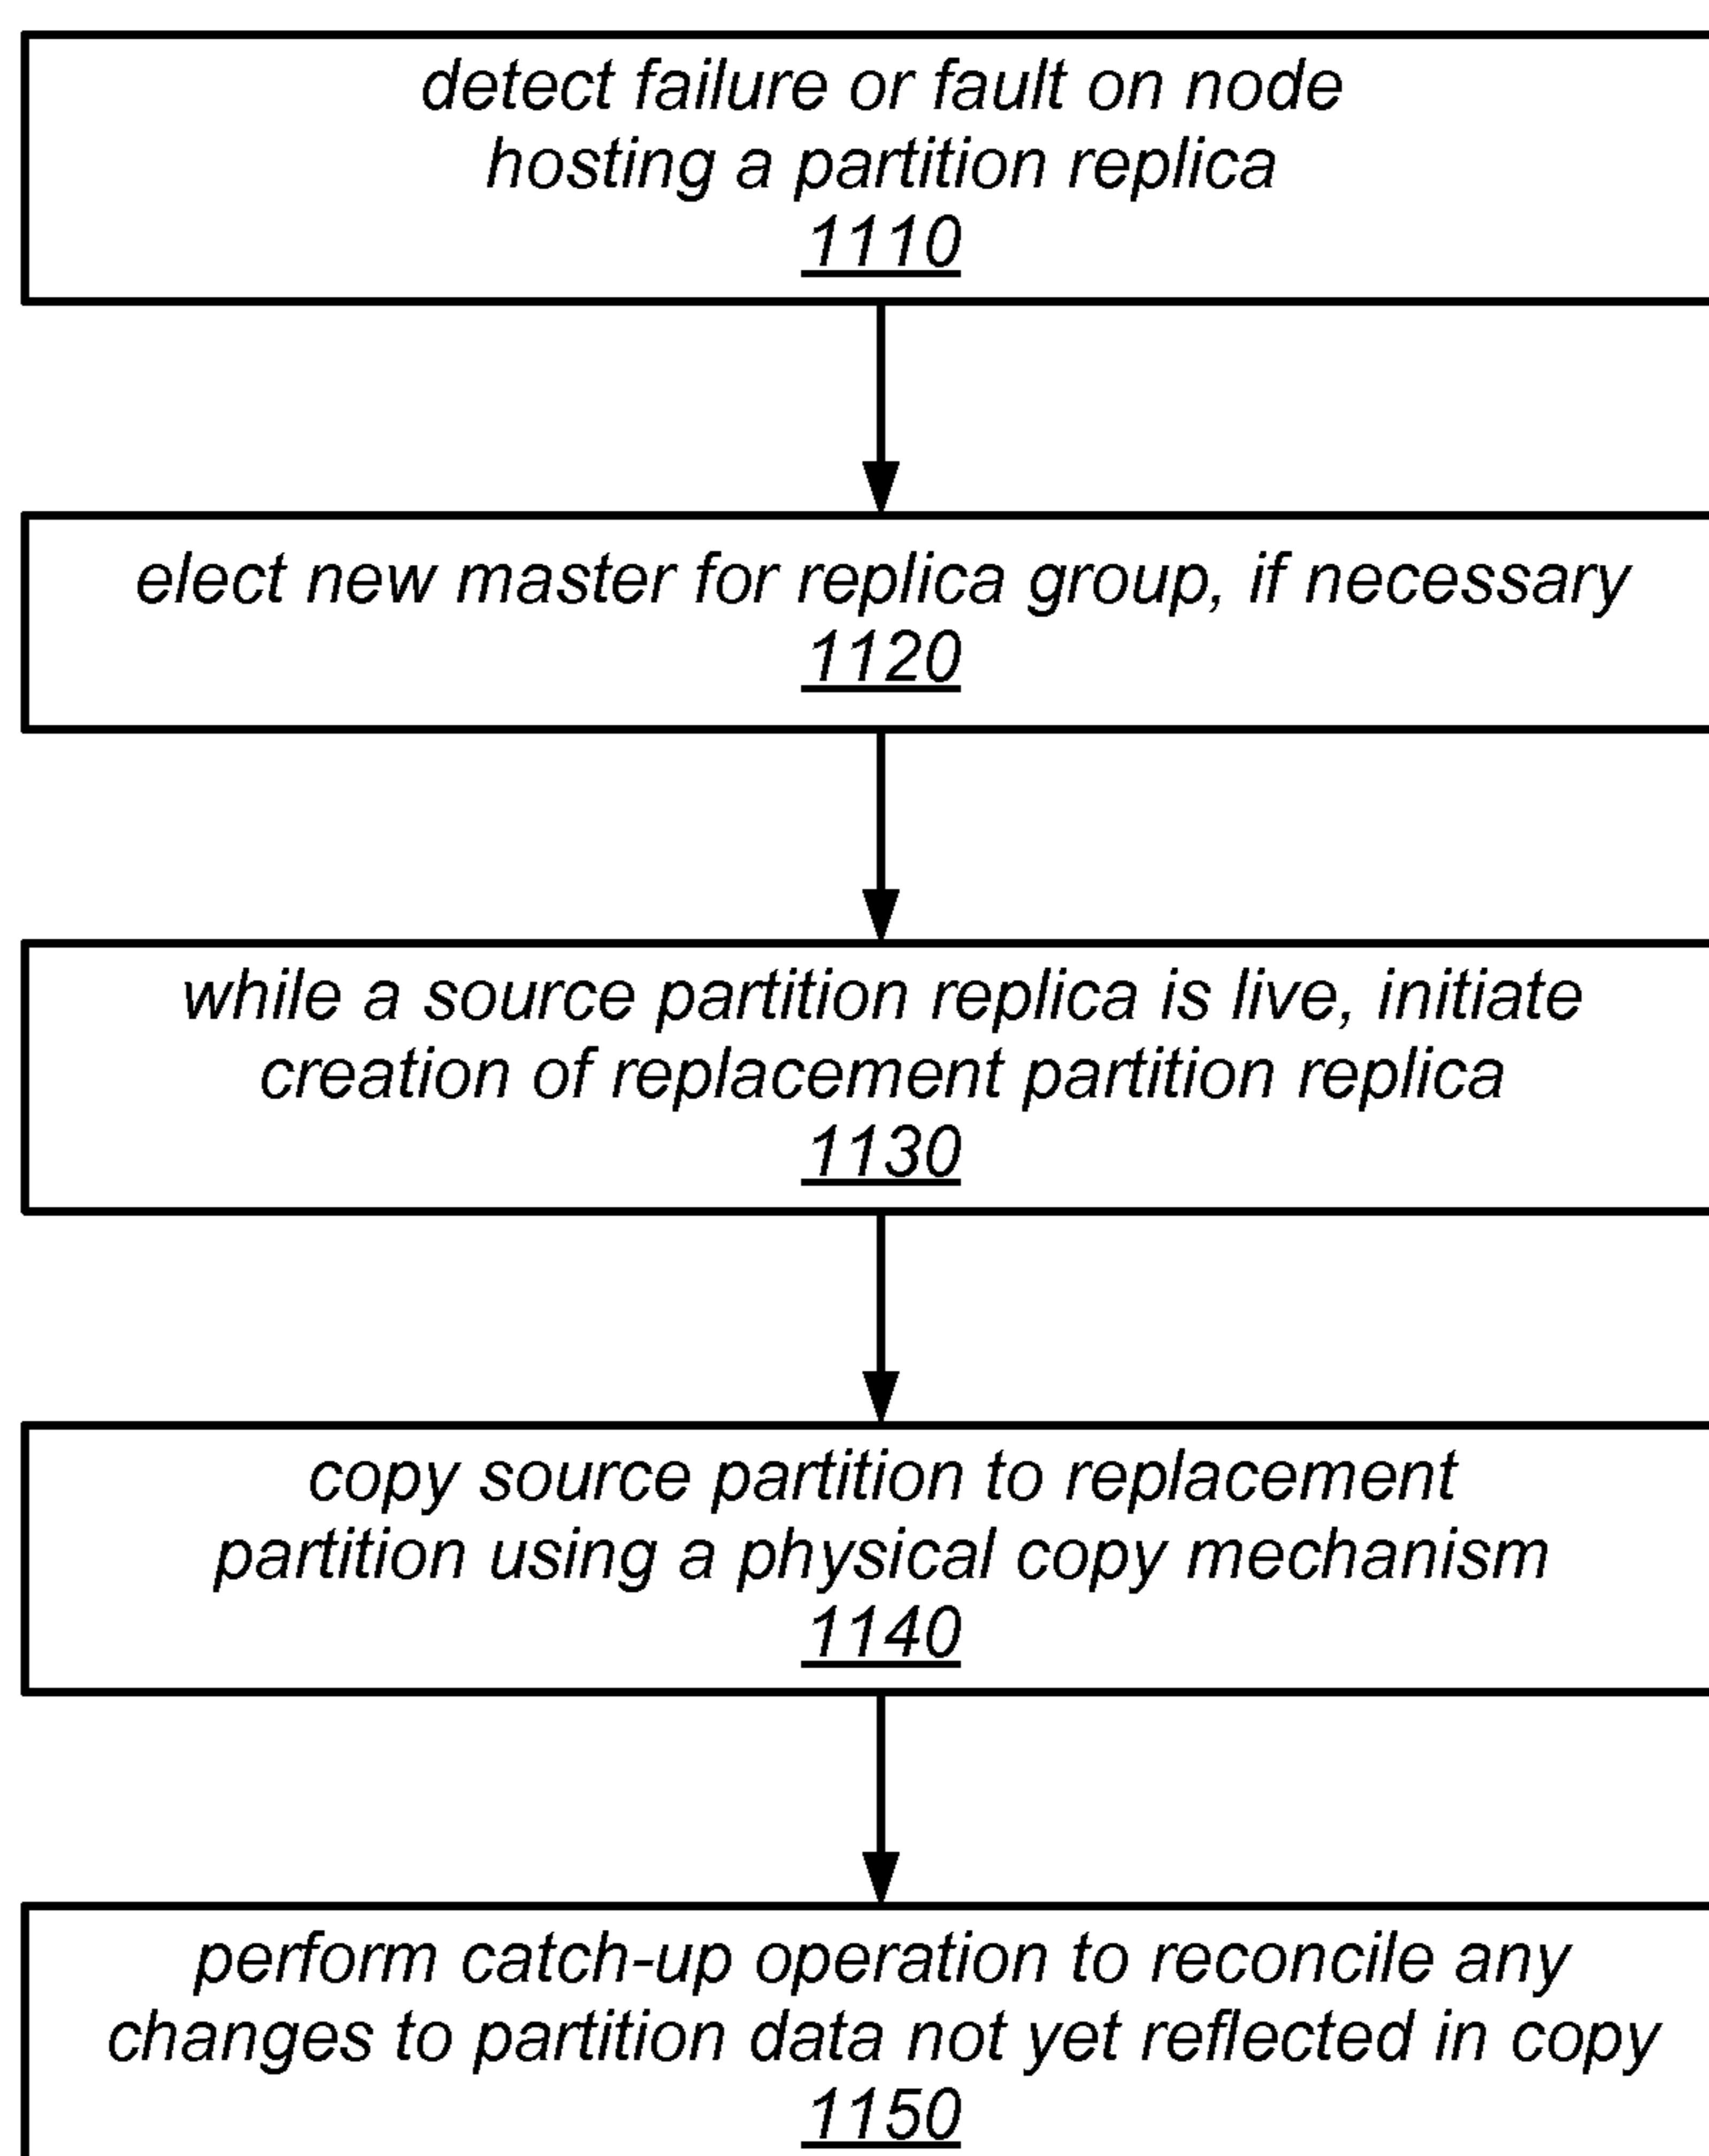 detect failure or fault on node
hosting a partition replica
1110
elect new master for replica group, if necessary
1120
while a source partition replica is live, initiate
creation of replacement partition replica
1130
copy source partition to replacement
partition using a physical copy mechanism
1140
perform catch-up operation to reconcile any
changes to partition data not yet reflected in copy
1150